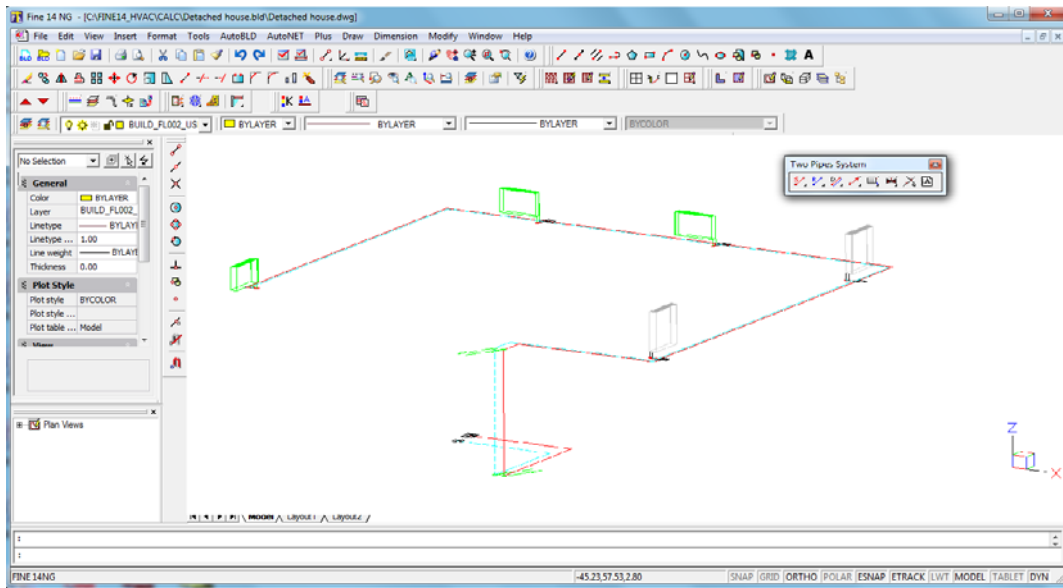 Fine 14 NG - [C:\FINE14_HVAC\CALC\Detached house.bld\Detached house.dwg]
File Edit View Insert Format Tools AutoBLD AutoNET Plus Draw Dimension Modify Window Help
BLD BLD
A
K
BUILD_FL002_US BYLAYER BYLAYER BYLAYER BYCOLOR
No Selection
General
Color BYLAYER
Layer BUILD_FL002_
Linetype BYLAYE
Linetype ... 1.00
Line weight BYLAYE
Thickness 0.00
Plot Style
Plot style BYCOLOR
Plot style ...
Plot table ... Model
View
Plan Views
Two Pipes System
Z
X
Model Layout1 Layout2
:
:
FINE 14NG -45.23,57.53,2.80 SNAP GRID ORTHO POLAR ESNAP ETRACK LWT MODEL TABLET DYN